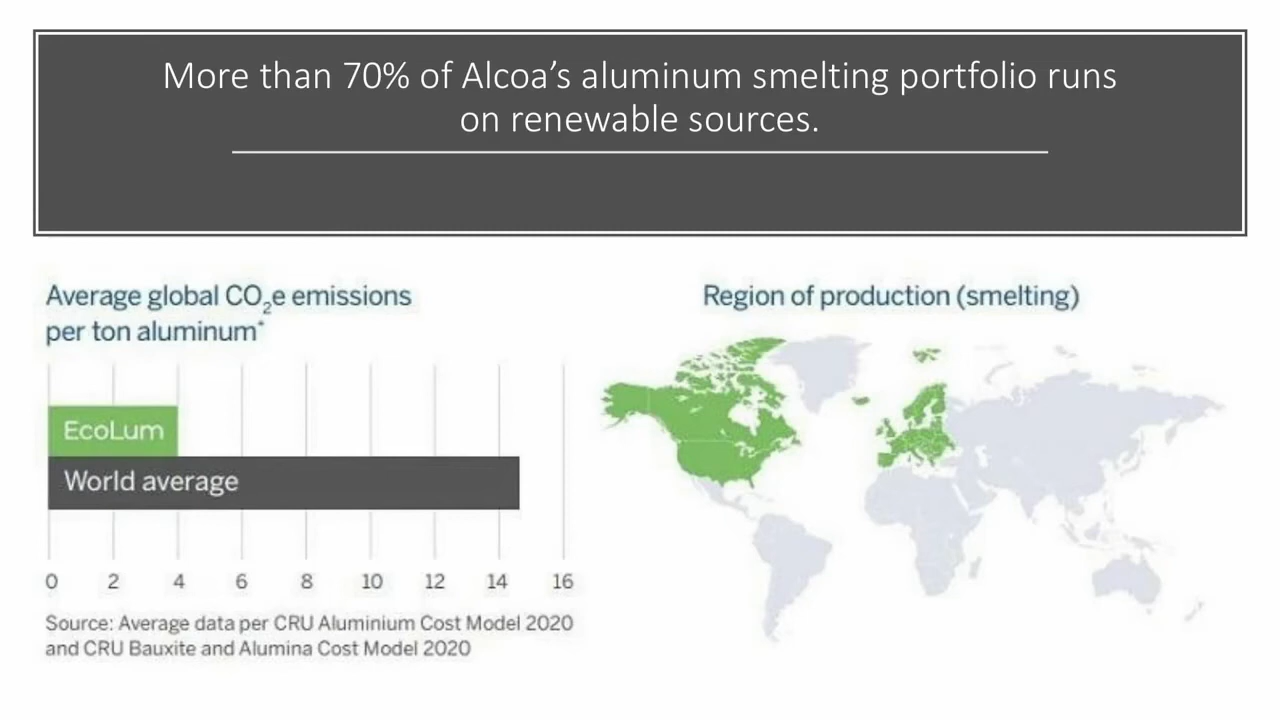 More than 70% of Alcoa’s aluminum smelting portfolio runs
on renewable sources.
Average global CO₂e emissions
per ton aluminum*
EcoLum
World average
0 2 4 6 8 10 12 14 16
Source: Average data per CRU Aluminium Cost Model 2020
and CRU Bauxite and Alumina Cost Model 2020
Region of production (smelting)